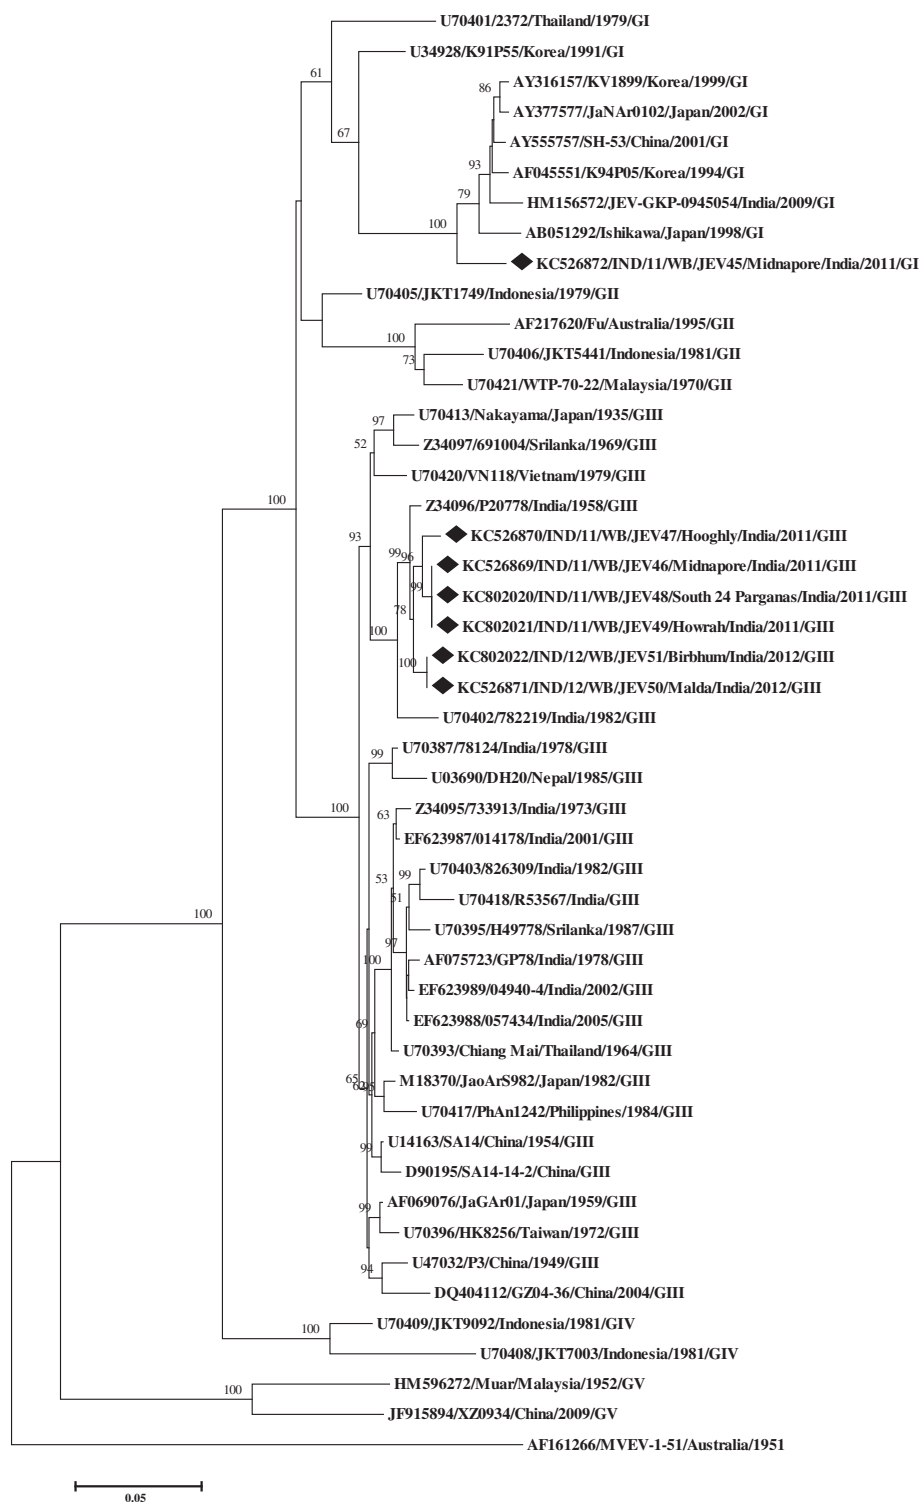 U70401/2372/Thailand/1979/GI
61
U34928/K91P55/Korea/1991/GI
AY316157/KV1899/Korea/1999/GI
86
AY377577/JaNAr0102/Japan/2002/GI
67
AY555757/SH-53/China/2001/GI
93
AF045551/K94P05/Korea/1994/GI
79
HM156572/JEV-GKP-0945054/India/2009/GI
100
AB051292/Ishikawa/Japan/1998/GI
KC526872/IND/11/WB/JEV45/Midnapore/India/2011/GI
U70405/JKT1749/Indonesia/1979/GII
AF217620/Fu/Australia/1995/GII
100
U70406/JKT5441/Indonesia/1981/GII
73
U70421/WTP-70-22/Malaysia/1970/GII
U70413/Nakayama/Japan/1935/GIII
97
52
Z34097/691004/Srilanka/1969/GIII
U70420/VN118/Vietnam/1979/GIII
100
Z34096/P20778/India/1958/GIII
93
KC526870/IND/11/WB/JEV47/Hooghly/India/2011/GIII
99
96
KC526869/IND/11/WB/JEV46/Midnapore/India/2011/GIII
99
KC802020/IND/11/WB/JEV48/South 24 Parganas/India/2011/GIII
78
KC802021/IND/11/WB/JEV49/Howrah/India/2011/GIII
100
KC802022/IND/12/WB/JEV51/Birbhum/India/2012/GIII
100
KC526871/IND/12/WB/JEV50/Malda/India/2012/GIII
U70402/782219/India/1982/GIII
U70387/78124/India/1978/GIII
99
U03690/DH20/Nepal/1985/GIII
100
Z34095/733913/India/1973/GIII
63
EF623987/014178/India/2001/GIII
U70403/826309/India/1982/GIII
99
53
U70418/R53567/India/GIII
51
100
U70395/H49778/Srilanka/1987/GIII
97
AF075723/GP78/India/1978/GIII
100
EF623989/04940-4/India/2002/GIII
EF623988/057434/India/2005/GIII
69
U70393/Chiang Mai/Thailand/1964/GIII
65
M18370/JaoArS982/Japan/1982/GIII
U70417/PhAn1242/Philippines/1984/GIII
U14163/SA14/China/1954/GIII
99
D90195/SA14-14-2/China/GIII
AF069076/JaGAr01/Japan/1959/GIII
99
U70396/HK8256/Taiwan/1972/GIII
U47032/P3/China/1949/GIII
94
DQ404112/GZ04-36/China/2004/GIII
U70409/JKT9092/Indonesia/1981/GIV
100
U70408/JKT7003/Indonesia/1981/GIV
HM596272/Muar/Malaysia/1952/GV
100
JF915894/XZ0934/China/2009/GV
AF161266/MVEV-1-51/Australia/1951
0.05